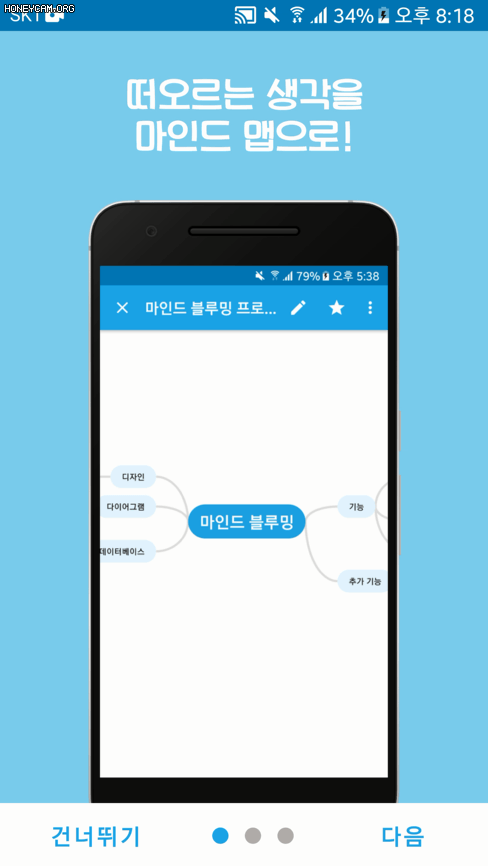 HONEYCAM.ORG
SKT 34% 오후 8:18
떠오르는 생각을
마인드 맵으로!
79% 오후 5:38
마인드 블루밍 프로...
디자인
다이어그램
데이터베이스
마인드 블루밍
기능
추가 기능
건너뛰기
다음